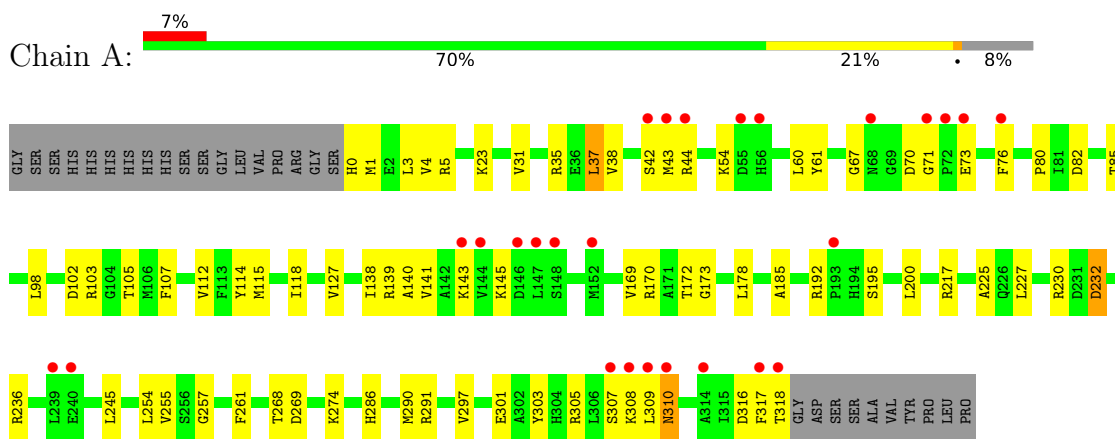 7%
Chain A:
70% 21% • 8%
GLY SER SER HIS HIS HIS HIS HIS HIS SER SER GLY LEU VAL PRO ARG GLY SER H0 M1 E2 L3 V4 R5 K23 V31 R35 E36 L37 V38 S42 M43 R44 K54 D55 H56 L60 Y61 G67 N68 G69 D70 G71 P72 E73 F76 P80 I81 D82 T85
L98 D102 R103 G104 T105 M106 F107 V112 F113 Y114 M115 I118 V127 I138 R139 A140 V141 A142 K143 V144 K145 D146 L147 S148 M152 V169 R170 A171 T172 G173 L178 A185 R192 P193 H194 S195 L200 R217 A225 Q226 L227 R230 D231 D232
R236 L239 E240 L245 L254 V255 S256 G257 F261 T268 D269 K274 H286 M290 R291 V297 E301 A302 Y303 H304 R305 L306 S307 K308 L309 N310 A314 I315 D316 F317 T318 GLY ASP SER SER ALA VAL TYR PRO LEU PRO